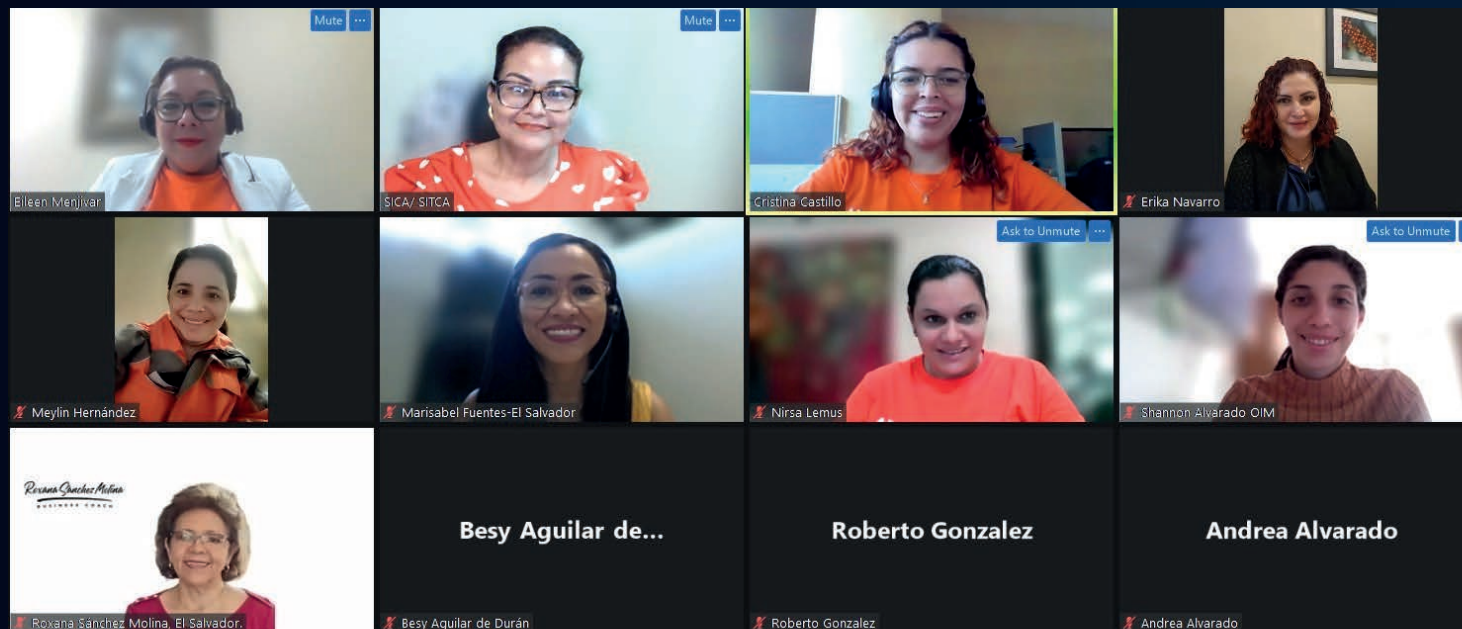 Mute ...
Mute ...
Eileen Menjivar
SICA/ SITCA
Cristina Castillo
Erika Navarro
Ask to Unmute ...
Ask to Unmute
Meylin Hernández
Marisabel Fuentes-El Salvador
Nirsa Lemus
Shannon Alvarado OIM
Roxana Sánchez Molina
BUSINESS COACH
Besy Aguilar de...
Roberto Gonzalez
Andrea Alvarado
Roxana Sánchez Molina, El Salvador.
Besy Aguilar de Durán
Roberto Gonzalez
Andrea Alvarado